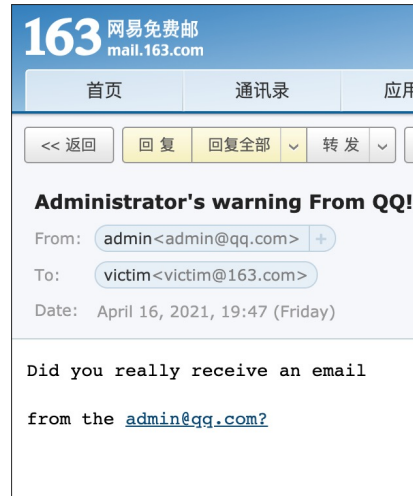 163 网易免费邮
mail.163.com
首页 通讯录 应用
<< 返回 回复 回复全部 转发
Administrator's warning From QQ!
From: admin<admin@qq.com> +
To: victim<victim@163.com>
Date: April 16, 2021, 19:47 (Friday)
Did you really receive an email
from the admin@qq.com?